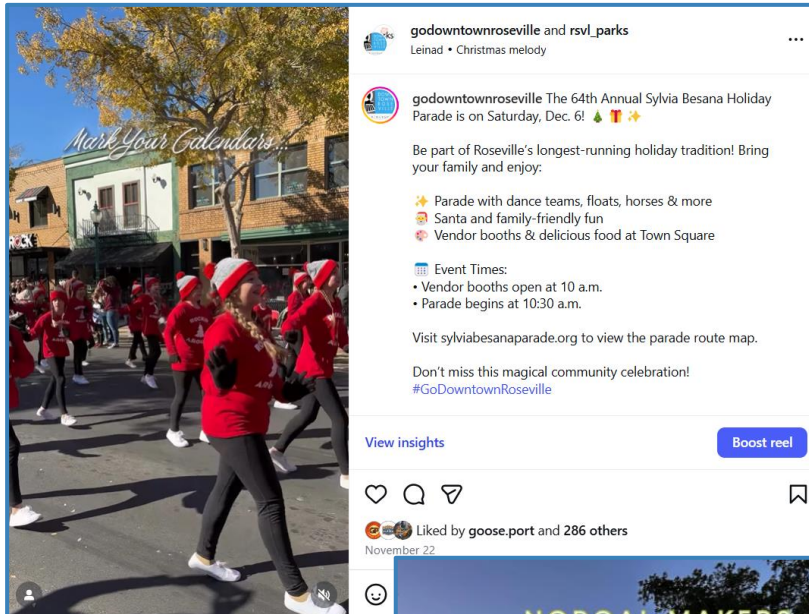 Mark Your Calendars...
ROCK
godowntownroseville and rsvl_parks
Leinad • Christmas melody
godowntownroseville The 64th Annual Sylvia Besana Holiday
Parade is on Saturday, Dec. 6! 🎄 🎁 ✨
Be part of Roseville's longest-running holiday tradition! Bring
your family and enjoy:
✨ Parade with dance teams, floats, horses & more
🎅 Santa and family-friendly fun
🎨 Vendor booths & delicious food at Town Square
🗓️ Event Times:
• Vendor booths open at 10 a.m.
• Parade begins at 10:30 a.m.
Visit sylviabesanaparade.org to view the parade route map.
Don't miss this magical community celebration!
#GoDowntownRoseville
View insights
Boost reel
Liked by goose.port and 286 others
November 22
NORCAL MAKERS